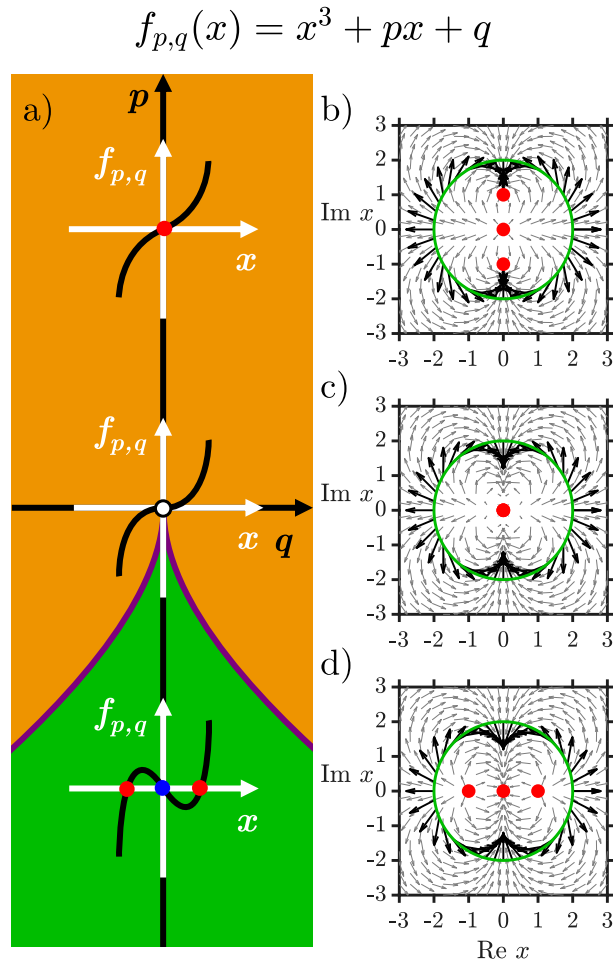 f_{p,q}(x) = x^3 + px + q
a)
p
f_{p,q}
x
f_{p,q}
x
q
f_{p,q}
x
b)
3
2
1
Im x
0
-1
-2
-3
-3 -2 -1 0 1 2 3
c)
3
2
1
Im x
0
-1
-2
-3
-3 -2 -1 0 1 2 3
d)
3
2
1
Im x
0
-1
-2
-3
-3 -2 -1 0 1 2 3
Re x